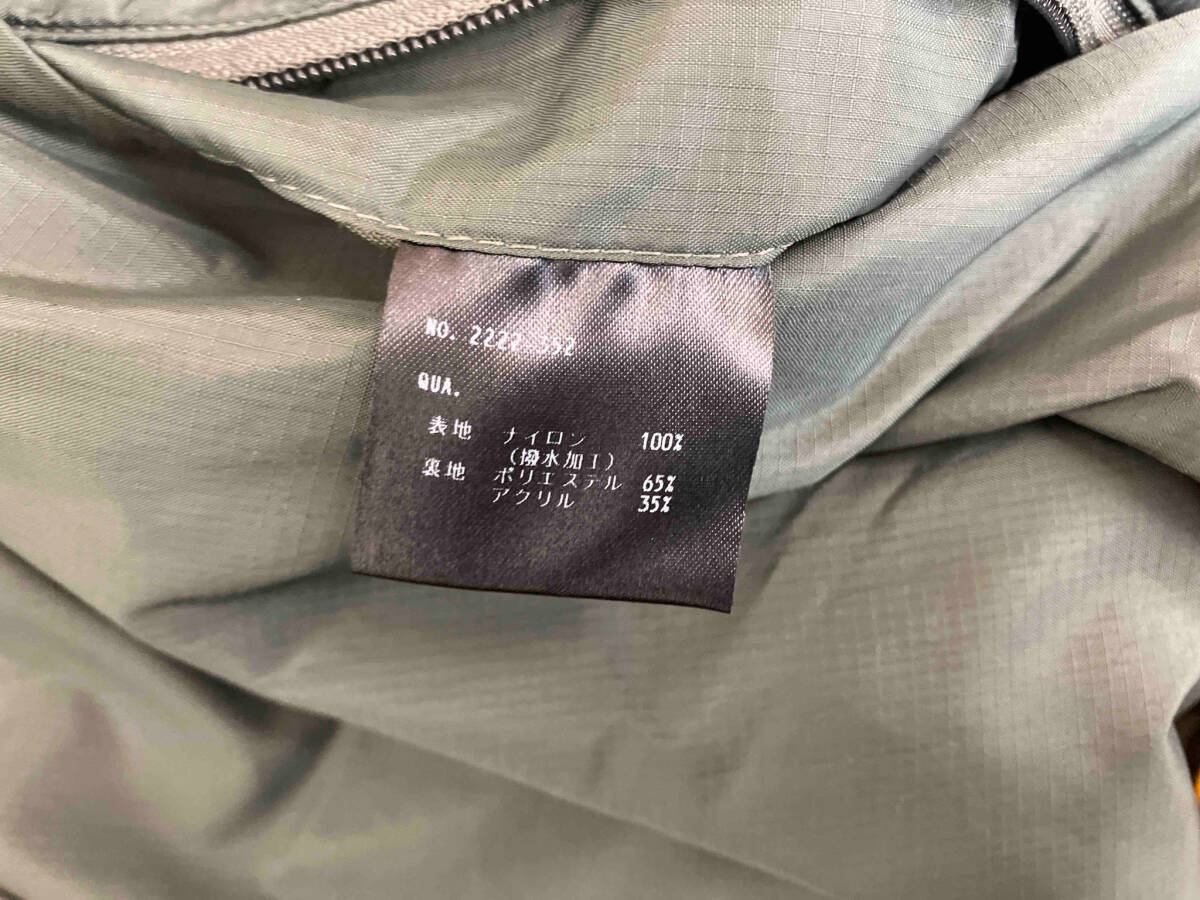 NO. 2222 552
QUA.
表地 ナイロン 100%
(撥水加工)
裏地 ポリエステル 65%
アクリル 35%